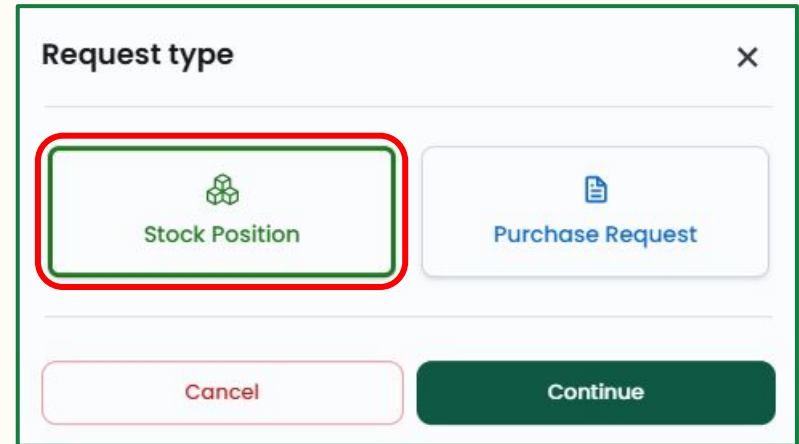 Request type
Stock Position
Purchase Request
Cancel
Continue